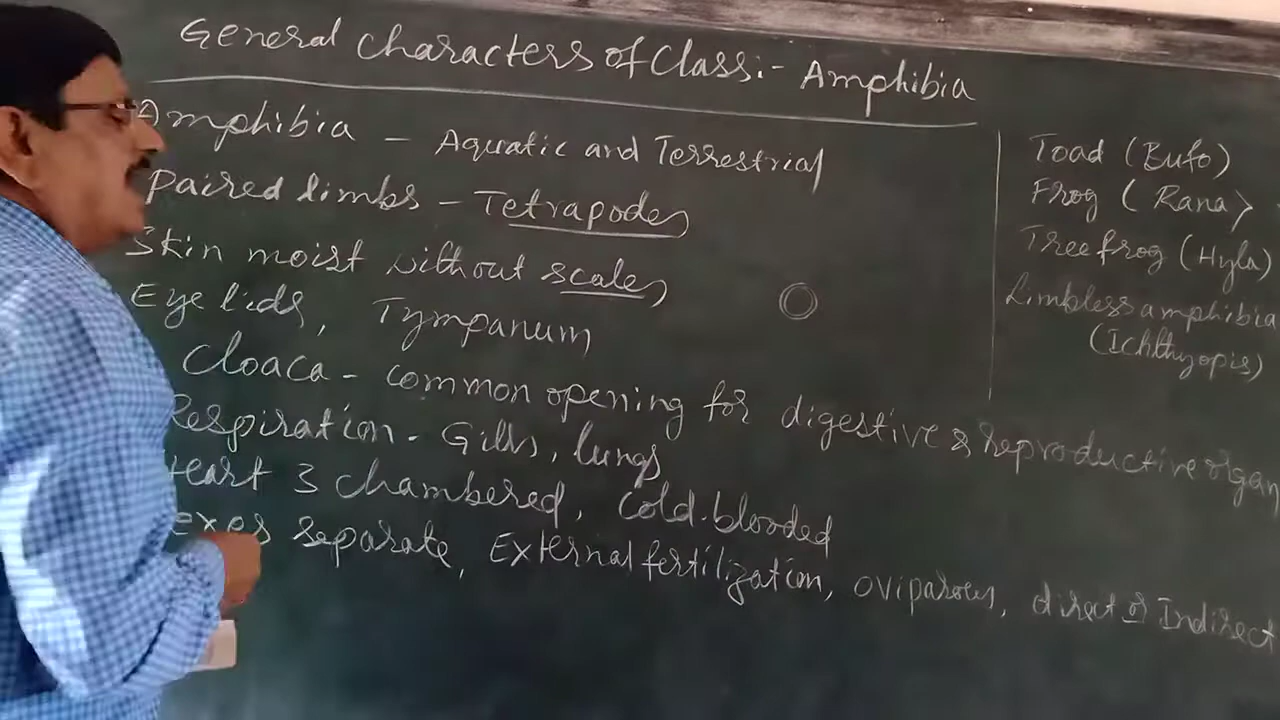 General Characters of Class:- Amphibia
Amphibia - Aquatic and Terrestrial
Paired limbs - Tetrapodes
Skin moist without scales
Eye lids, Tympanum
Cloaca - common opening for digestive & reproductive organ
Respiration - Gills, lungs
Heart 3 chambered, Cold-blooded
exes separate, External fertilization, oviparous, direct or Indirect
Toad (Bufo)
Frog (Rana)
Tree frog (Hyla)
Limbless amphibia
(Ichthyopis)